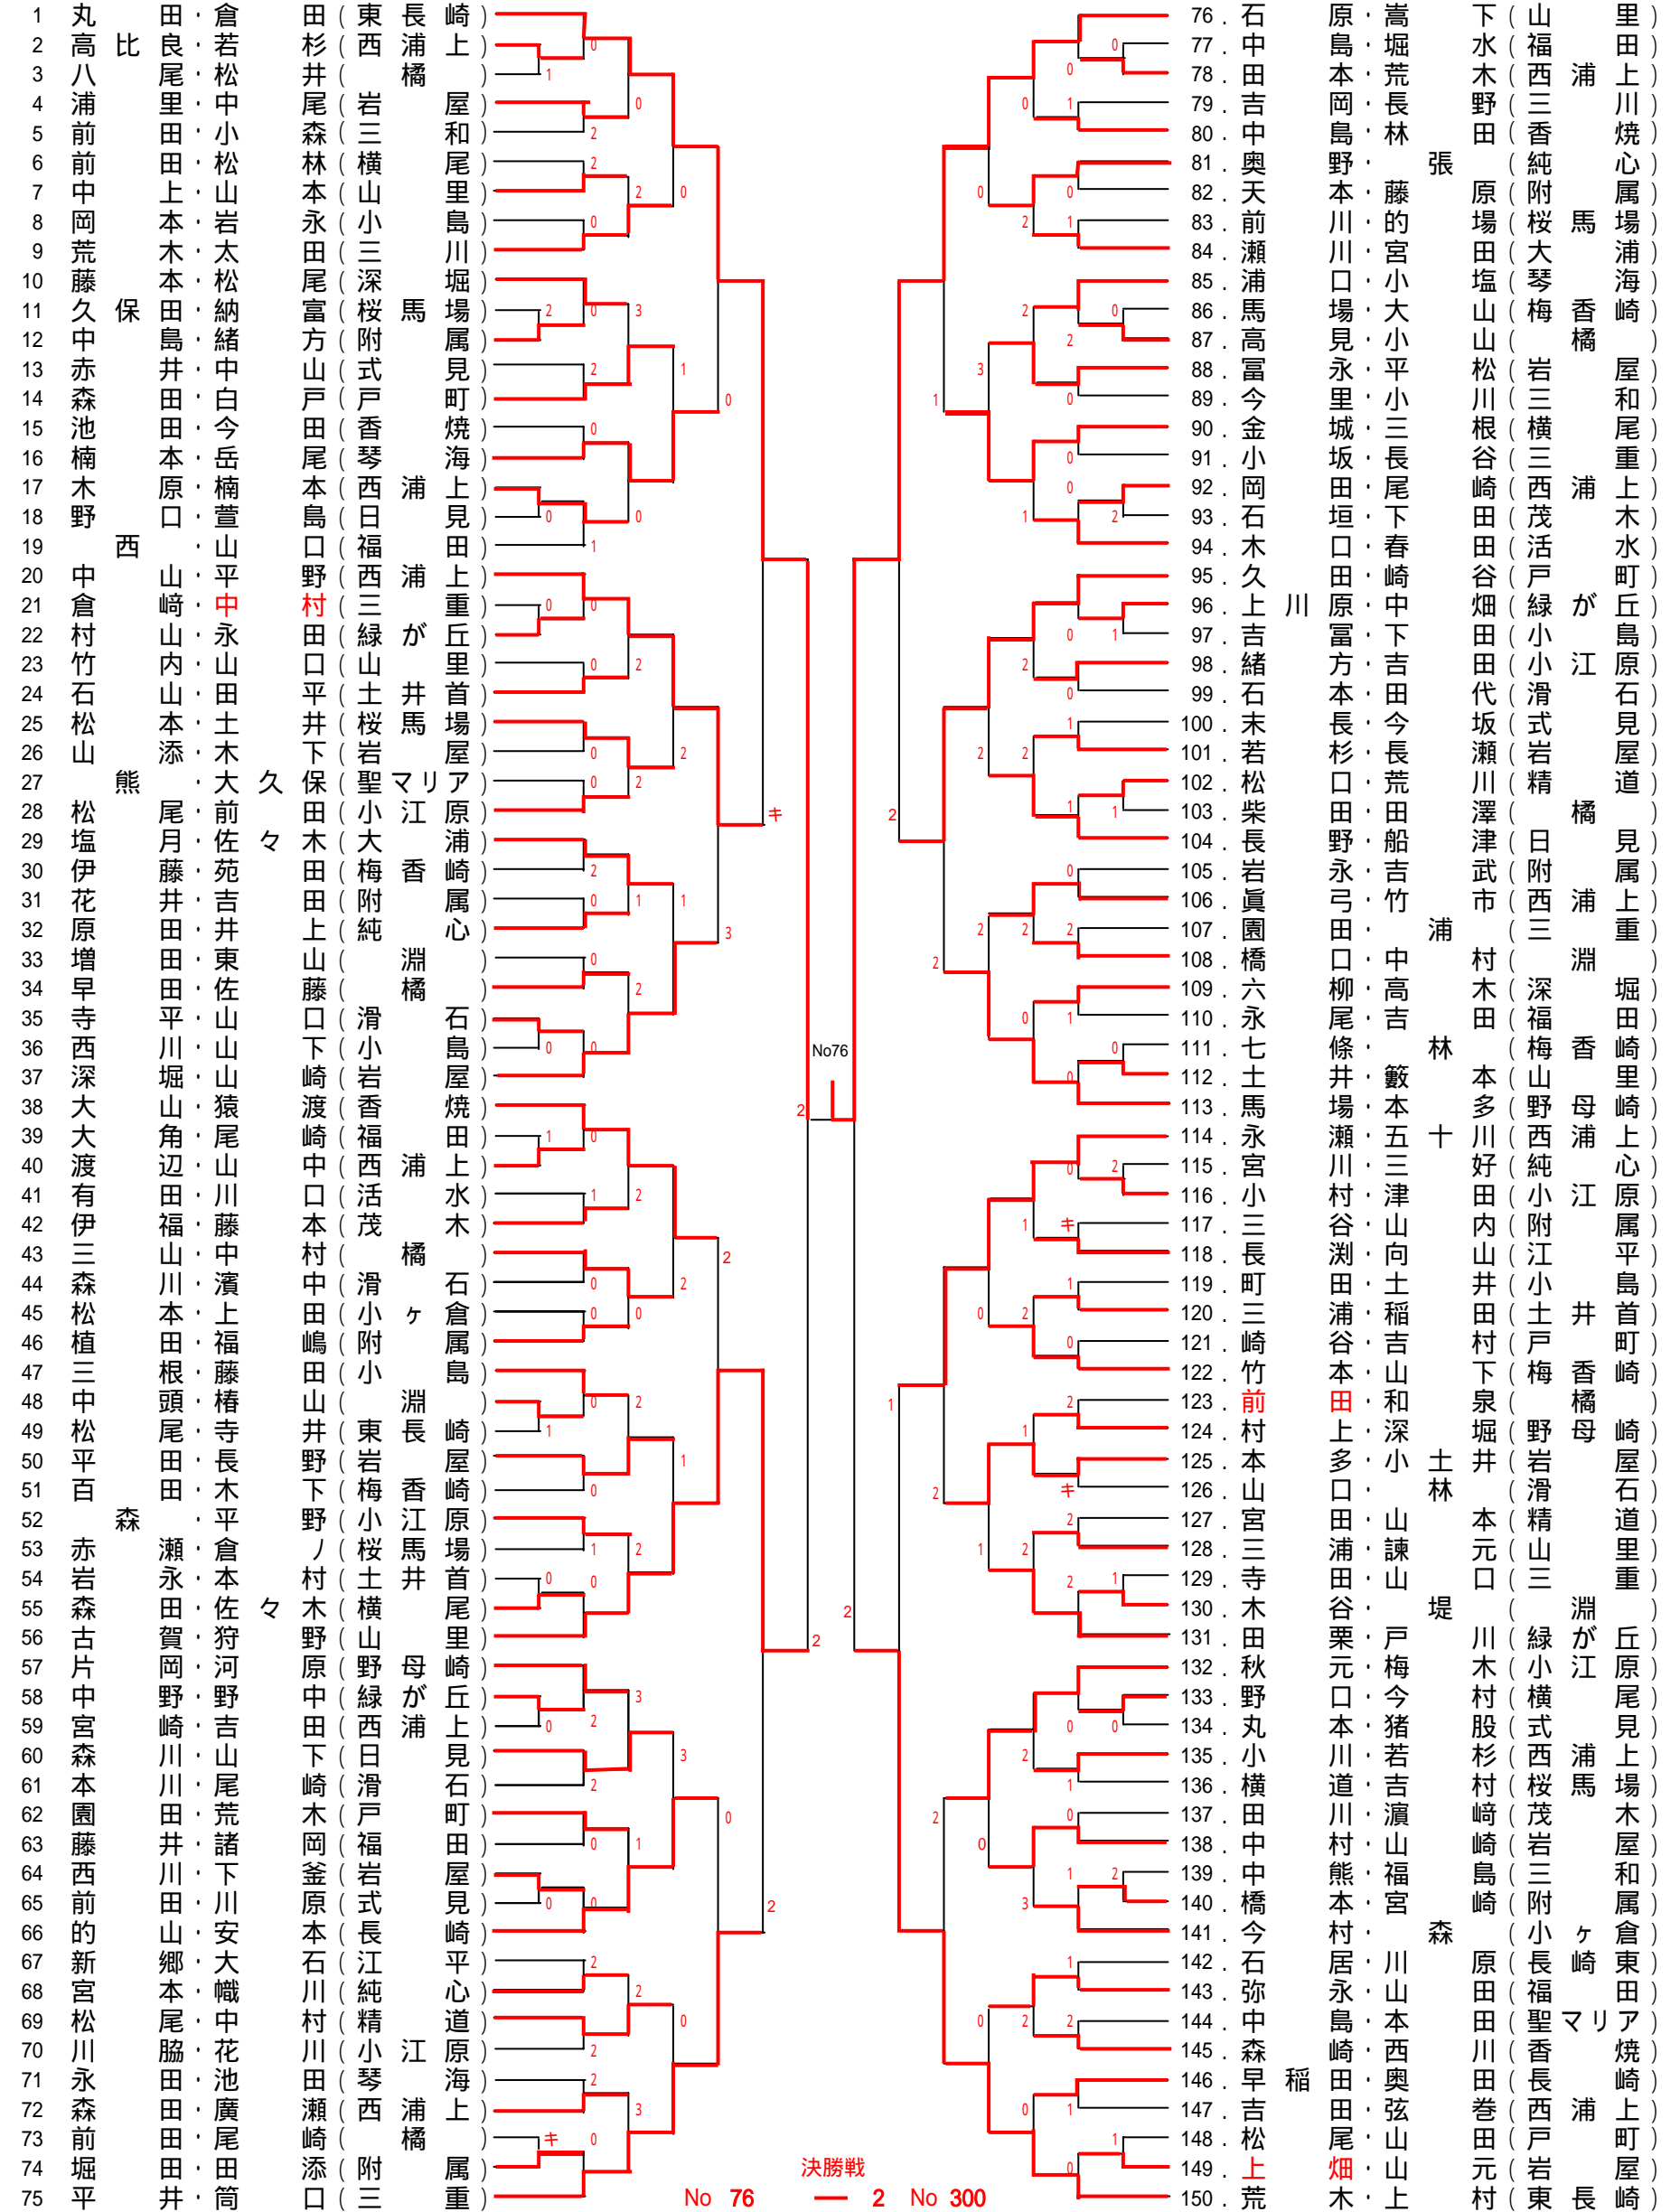 1 丸田・倉田(東長崎)
2 高比良・若杉(西浦上)
3 八尾・松井(橘)
4 浦里・中尾(岩屋)
5 前田・小森(三和)
6 前田・松林(横尾)
7 中上・山本(山里)
8 岡本・岩永(小島)
9 荒木・太田(三川)
10 藤本・松尾(深堀)
11 久保田・納富(桜馬場)
12 中島・緒方(附属)
13 赤井・中山(式見)
14 森田・白戸(戸町)
15 池田・今田(香焼)
16 楠本・岳尾(琴海)
17 木原・楠本(西浦上)
18 野口・萱島(日見)
19 西・山口(福田)
20 中山・平野(西浦上)
21 倉﨑・中村(三重)
22 村山・永田(緑が丘)
23 竹内・山口(山里)
24 石山・田平(土井首)
25 松本・土井(桜馬場)
26 山添・木下(岩屋)
27 熊・大久保(聖マリア)
28 松尾・前田(小江原)
29 塩月・佐々木(大浦)
30 伊藤・苑田(梅香崎)
31 花井・吉田(附属)
32 原田・井上(純心)
33 増田・東山(淵)
34 早田・佐藤(橘)
35 寺平・山口(滑石)
36 西川・山下(小島)
37 深堀・山崎(岩屋)
38 大山・猿渡(香焼)
39 大角・尾崎(福田)
40 渡辺・山中(西浦上)
41 有田・川口(活水)
42 伊福・藤本(茂木)
43 三山・中村(橘)
44 森川・濱中(滑石)
45 松本・上田(小ヶ倉)
46 植田・福嶋(附属)
47 三根・藤田(小島)
48 中頭・椿山(淵)
49 松尾・寺井(東長崎)
50 平田・長野(岩屋)
51 百田・木下(梅香崎)
52 森・平野(小江原)
53 赤瀬・倉ノ(桜馬場)
54 岩永・本村(土井首)
55 森田・佐々木(横尾)
56 古賀・狩野(山里)
57 片岡・河原(野母崎)
58 中野・野中(緑が丘)
59 宮崎・吉田(西浦上)
60 森川・山下(日見)
61 本川・尾崎(滑石)
62 園田・荒木(戸町)
63 藤井・諸岡(福田)
64 西川・下釜(岩屋)
65 前田・川原(式見)
66 的山・安本(長崎)
67 新郷・大石(江平)
68 宮本・幟川(純心)
69 松尾・中村(精道)
70 川脇・花川(小江原)
71 永田・池田(琴海)
72 森田・廣瀬(西浦上)
73 前田・尾崎(橘)
74 堀田・田添(附属)
75 平井・筒口(三重)
No76
決勝戦
No 76 — 2 No 300
76. 石原・嵩下(山里)
77. 中島・堀水(福田)
78. 田本・荒木(西浦上)
79. 吉岡・長野(三川)
80. 中島・林田(香焼)
81. 奥野・張(純心)
82. 天本・藤原(附属)
83. 前川・的場(桜馬場)
84. 瀬川・宮田(大浦)
85. 浦口・小塩(琴海)
86. 馬場・大山(梅香崎)
87. 高見・小山(橘)
88. 冨永・平松(岩屋)
89. 今里・小川(三和)
90. 金城・三根(横尾)
91. 小坂・長谷(三重)
92. 岡田・尾崎(西浦上)
93. 石垣・下田(茂木)
94. 木口・春田(活水)
95. 久田・崎谷(戸町)
96. 上川原・中畑(緑が丘)
97. 吉冨・下田(小島)
98. 緒方・吉田(小江原)
99. 石本・田代(滑石)
100. 末長・今坂(式見)
101. 若杉・長瀬(岩屋)
102. 松口・荒川(精道)
103. 柴田・田澤(橘)
104. 長野・船津(日見)
105. 岩永・吉武(附属)
106. 眞弓・竹市(西浦上)
107. 園田・浦(三重)
108. 橋口・中村(淵)
109. 六柳・高木(深堀)
110. 永尾・吉田(福田)
111. 七條・林(梅香崎)
112. 土井・籔本(山里)
113. 馬場・本多(野母崎)
114. 永瀬・五十川(西浦上)
115. 宮川・三好(純心)
116. 小村・津田(小江原)
117. 三谷・山内(附属)
118. 長渕・向山(江平)
119. 町田・土井(小島)
120. 三浦・稲田(土井首)
121. 崎谷・吉村(戸町)
122. 竹本・山下(梅香崎)
123. 前田・和泉(橘)
124. 村上・深堀(野母崎)
125. 本多・小土井(岩屋)
126. 山口・林(滑石)
127. 宮田・山本(精道)
128. 三浦・諫元(山里)
129. 寺田・山口(三重)
130. 木谷・堤(淵)
131. 田栗・戸川(緑が丘)
132. 秋元・梅木(小江原)
133. 野口・今村(横尾)
134. 丸本・猪股(式見)
135. 小川・若杉(西浦上)
136. 横道・吉村(桜馬場)
137. 田川・濵﨑(茂木)
138. 中村・山崎(岩屋)
139. 中熊・福島(三和)
140. 橋本・宮崎(附属)
141. 今村・森(小ヶ倉)
142. 石居・川原(長崎東)
143. 弥永・山田(福田)
144. 中島・本田(聖マリア)
145. 森崎・西川(香焼)
146. 早稲田・奥田(長崎)
147. 吉田・弦巻(西浦上)
148. 松尾・山田(戸町)
149. 上畑・山元(岩屋)
150. 荒木・上村(東長崎)